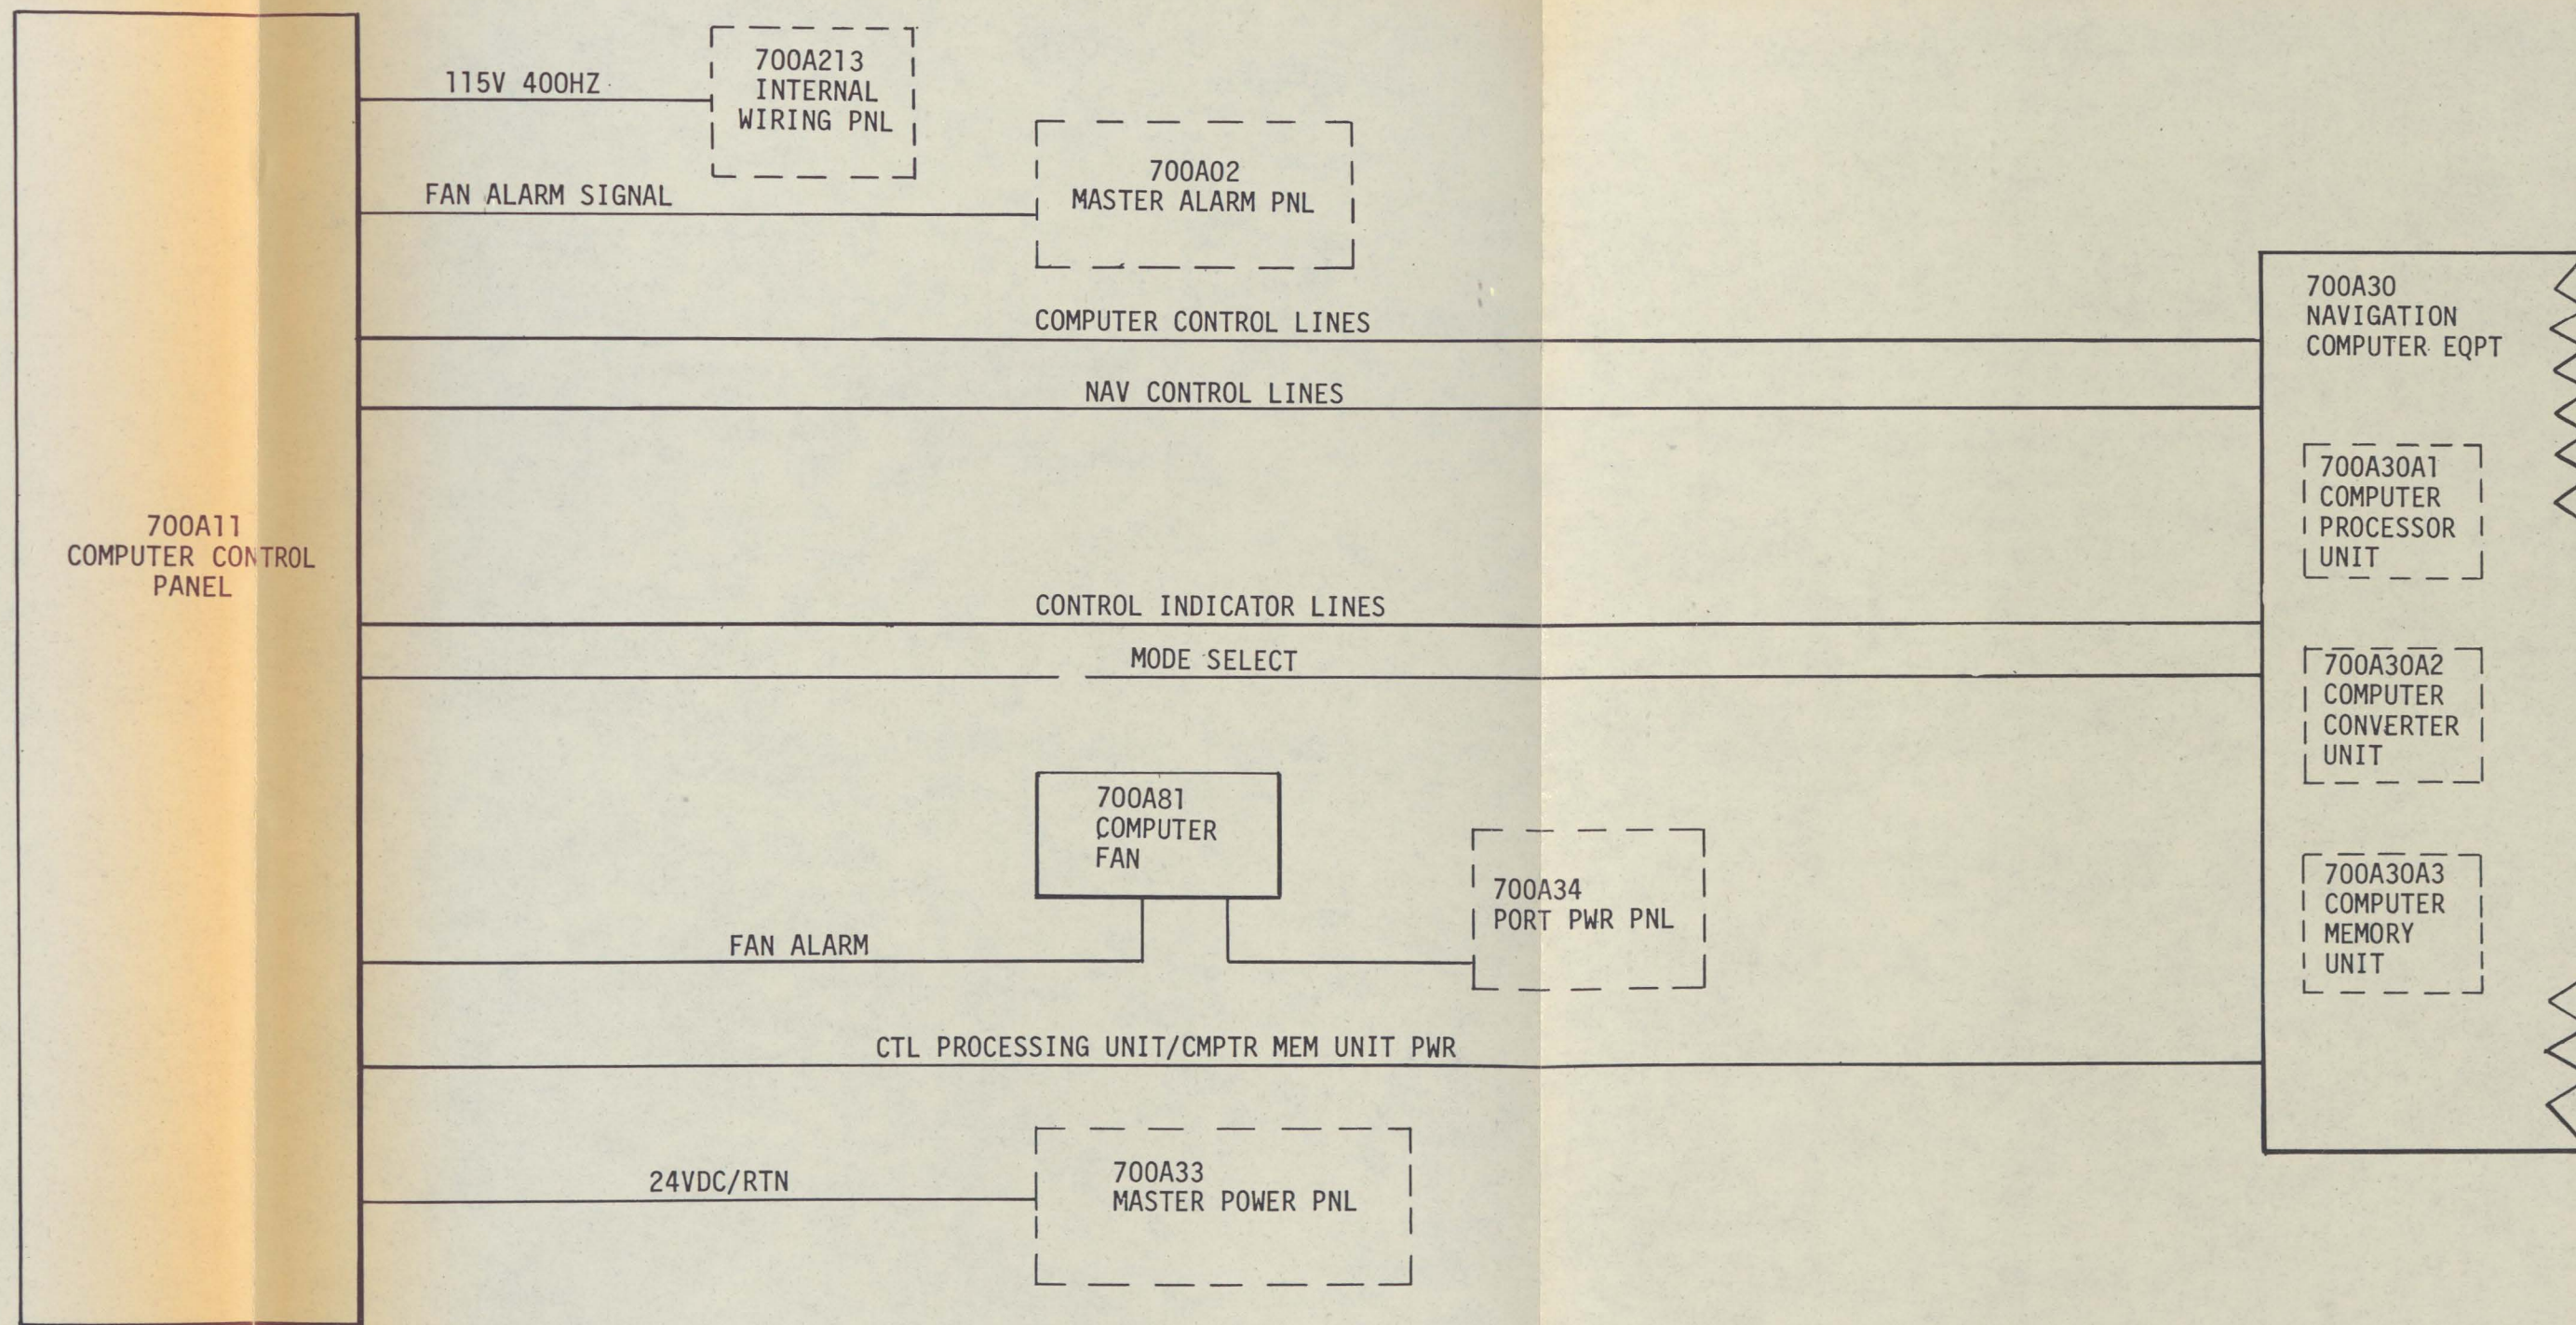 115V 400HZ
700A213
INTERNAL
WIRING PNL
FAN ALARM SIGNAL
700A02
MASTER ALARM PNL
COMPUTER CONTROL LINES
NAV CONTROL LINES
700A30
NAVIGATION
COMPUTER EQPT
700A30A1
COMPUTER
PROCESSOR
UNIT
700A11
COMPUTER CONTROL
PANEL
CONTROL INDICATOR LINES
MODE SELECT
700A30A2
COMPUTER
CONVERTER
UNIT
700A81
COMPUTER
FAN
700A34
PORT PWR PNL
700A30A3
COMPUTER
MEMORY
UNIT
FAN ALARM
CTL PROCESSING UNIT/CMPTR MEM UNIT PWR
24VDC/RTN
700A33
MASTER POWER PNL